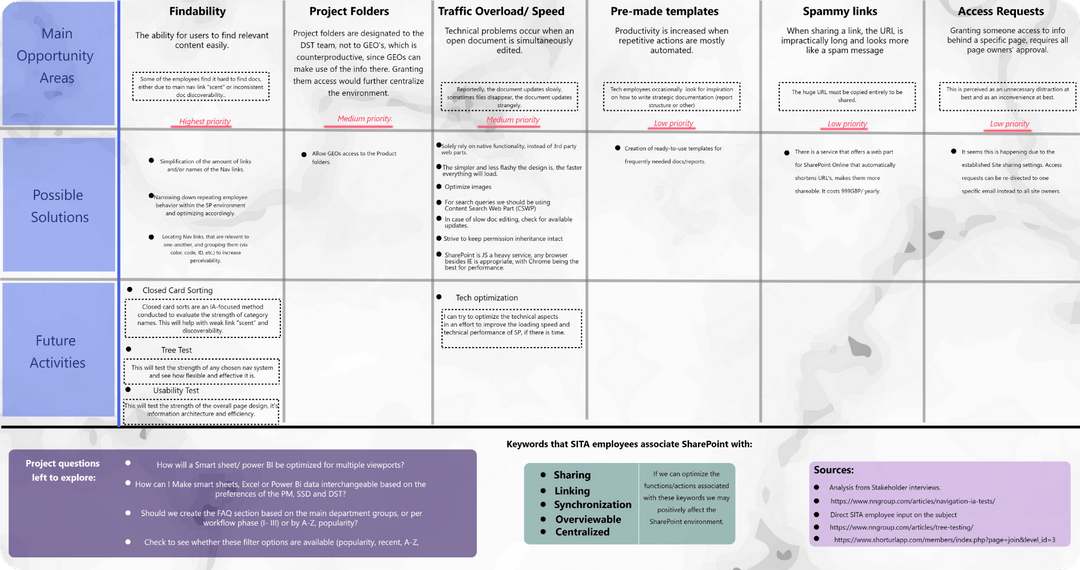 Main
Opportunity
Areas
Findability
The ability for users to find relevant
content easily.
Some of the employees find it hard to find docs,
either due to main nav link "scent" or inconsistent
doc discoverability.
Highest priority
Project Folders
Project folders are designated to the
DST team, not to GEO's, which is
counterproductive, since GEOs can
make use of the info there. Granting
them access would further centralize
the environment.
Medium priority.
Traffic Overload/ Speed
Technical problems occur when an
open document is simultaneously
edited.
Reportedly, the document updates slowly,
sometimes files disappear, the document updates
strangely.
Medium priority
Pre-made templates
Productivity is increased when
repetitive actions are mostly
automated.
Tech employees occasionally look for inspiration
on how to write strategic documentation (report
structure or other)
Low priority
Spammy links
When sharing a link, the URL is
impractically long and looks more
like a spam message
The huge URL must be copied entirely to be
shared.
Low priority
Access Requests
Granting someone access to info
behind a specific page, requires all
page owners' approval.
This is perceived as an unnecessary distraction at
best and as an inconvenience at best.
Low priority
Possible
Solutions
Simplification of the amount of links
and/or names of the Nav links.
Narrowing down repeating employee
behavior within the SP environment
and optimizing accordingly.
Locating Nav links, that are relevent to
one-another, and grouping them (via
color, code, ID, etc.) to increase
perceivability.
Allow GEOs access to the Product
folders.
Solely rely on native functionality, instead of 3rd party
web parts.
The simpler and less flashy the design is, the faster
everything will load.
Optimize images
For search queries we should be using
Content Search Web Part (CSWP)
In case of slow doc editing, check for available
updates.
Strive to keep permission inheritance intact
SharePoint is JS a heavy service, any browser
besides IE is appropriate, with Chrome being the
best for performance.
Creation of ready-to-use templates for
frequently needed docs/reports.
There is a service that offers a web part
for SharePoint Online that automatically
shortens URL's, makes them more
shareable. It costs 999GBP/ yearly.
It seems this is happening due to the
established Site sharing settings. Access
requests can be re-directed to one
specific email instead to all site owners.
Future
Activities
Closed Card Sorting
Closed card sorts are an IA-focused method
conducted to evaluate the strength of category
names. This will help with weak link "scent" and
discoverability.
Tree Test
This will test the strength of any chosen nav system
and see how flexible and effective it is.
Usability Test
This will test the strength of the overall page design, it's
information architecture and efficiency.
Tech optimization
I can try to optimize the technical aspects
in an effort to improve the loading speed and
technical performance of SP, if there is time.
Project questions
left to explore:
How will a Smart sheet/ power BI be optimized for multiple viewports?
How can I Make smart sheets, Excel or Power Bi data interchangeable based on the
preferences of the PM, SSD and DST?
Should we create the FAQ section based on the main department groups, or per
workflow phase (I- III) or by A-Z, popularity?
Check to see whether these filter options are available (popularity, recent, A-Z,
Keywords that SITA employees associate SharePoint with:
Sharing
Linking
Synchronization
Overviewable
Centralized
If we can optimize the
functions/actions associated
with these keywords we may
positively affect the
SharePoint environment.
Sources:
Analysis from Stakeholder interviews.
https://www.nngroup.com/articles/navigation-ia-tests/
Direct SITA employee input on the subject
https://www.nngroup.com/articles/tree-testing/
https://www.shorturlapp.com/members/index.php?page=join&level_id=3